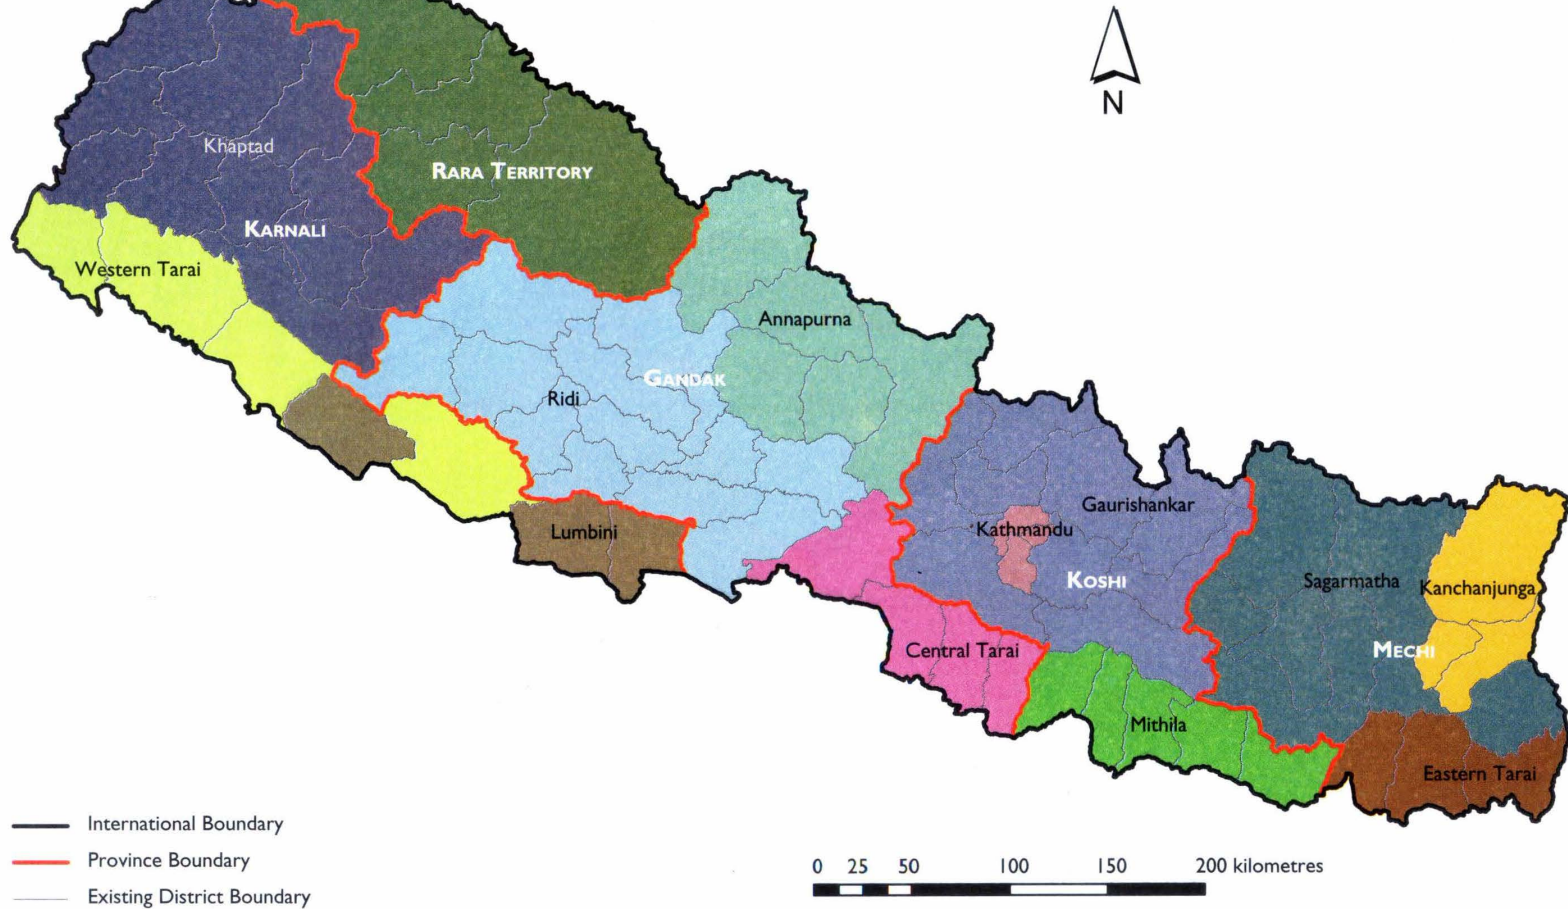 N
Khaptad
RARA TERRITORY
KARNALI
Western Tarai
Annapurna
GANDAK
Ridi
Gaurishankar
Kathmandu
Lumbini
KOSHI
Sagarmatha
Kanchanjunga
Central Tarai
MECHI
Mithila
Eastern Tarai
International Boundary
Province Boundary
Existing District Boundary
0 25 50 100 150 200 kilometres